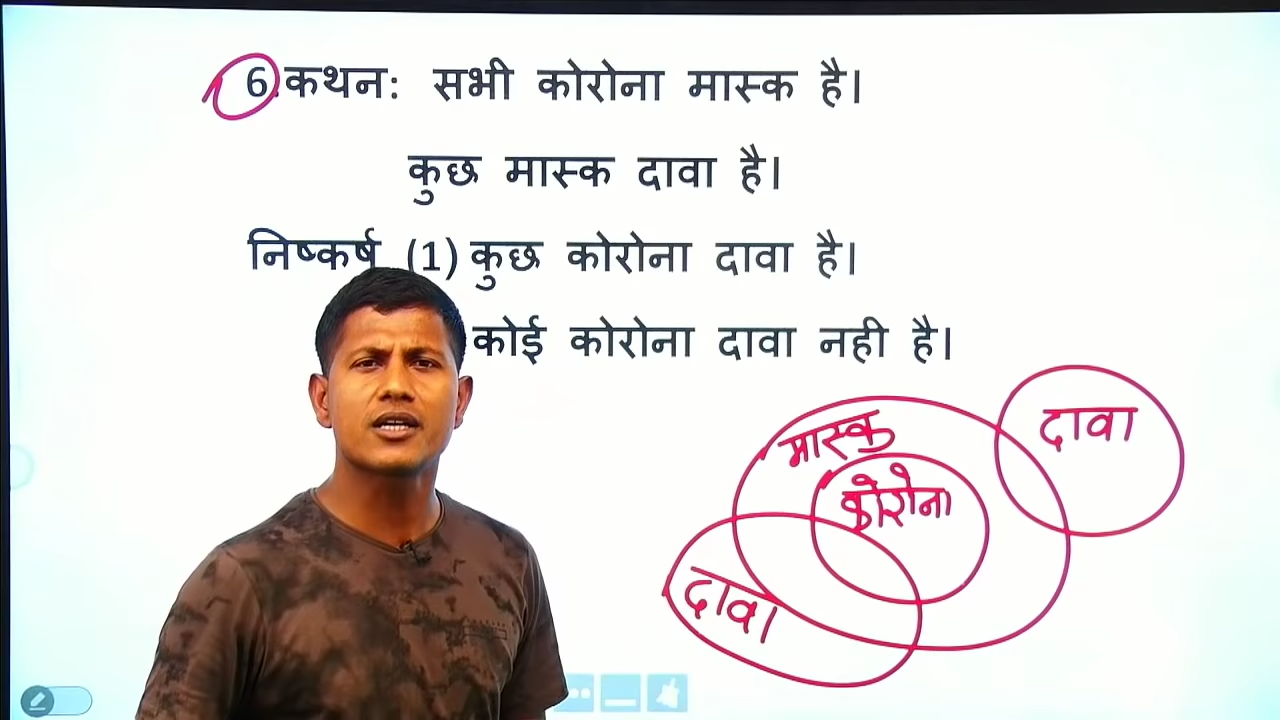 6.कथन: सभी कोरोना मास्क है।
कुछ मास्क दावा है।
निष्कर्ष (1) कुछ कोरोना दावा है।
कोई कोरोना दावा नही है।
मास्क
दावा
कोरोना
दावा